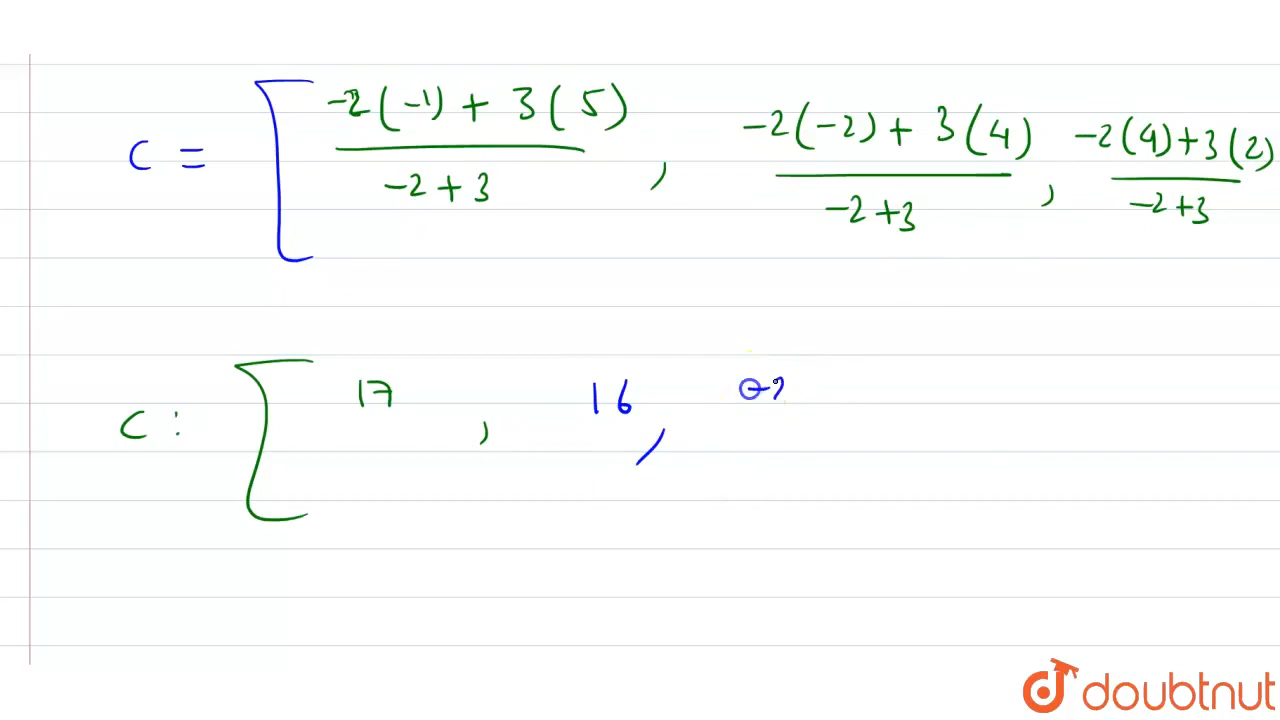 C = [ -2(-1) + 3(5) / -2+3 , -2(-2) + 3(4) / -2+3 , -2(4)+3(2) / -2+3
C : [ 17 , 16 , -2
doubtnut